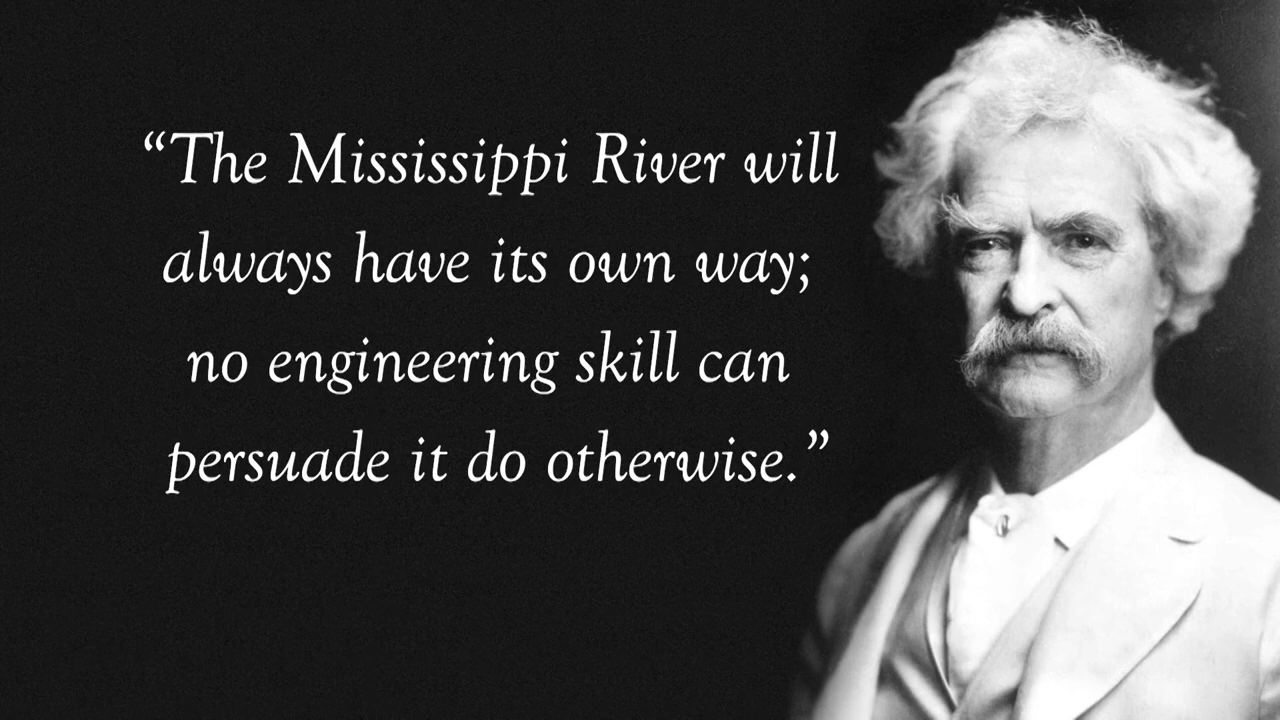 “The Mississippi River will
always have its own way;
no engineering skill can
persuade it do otherwise.”